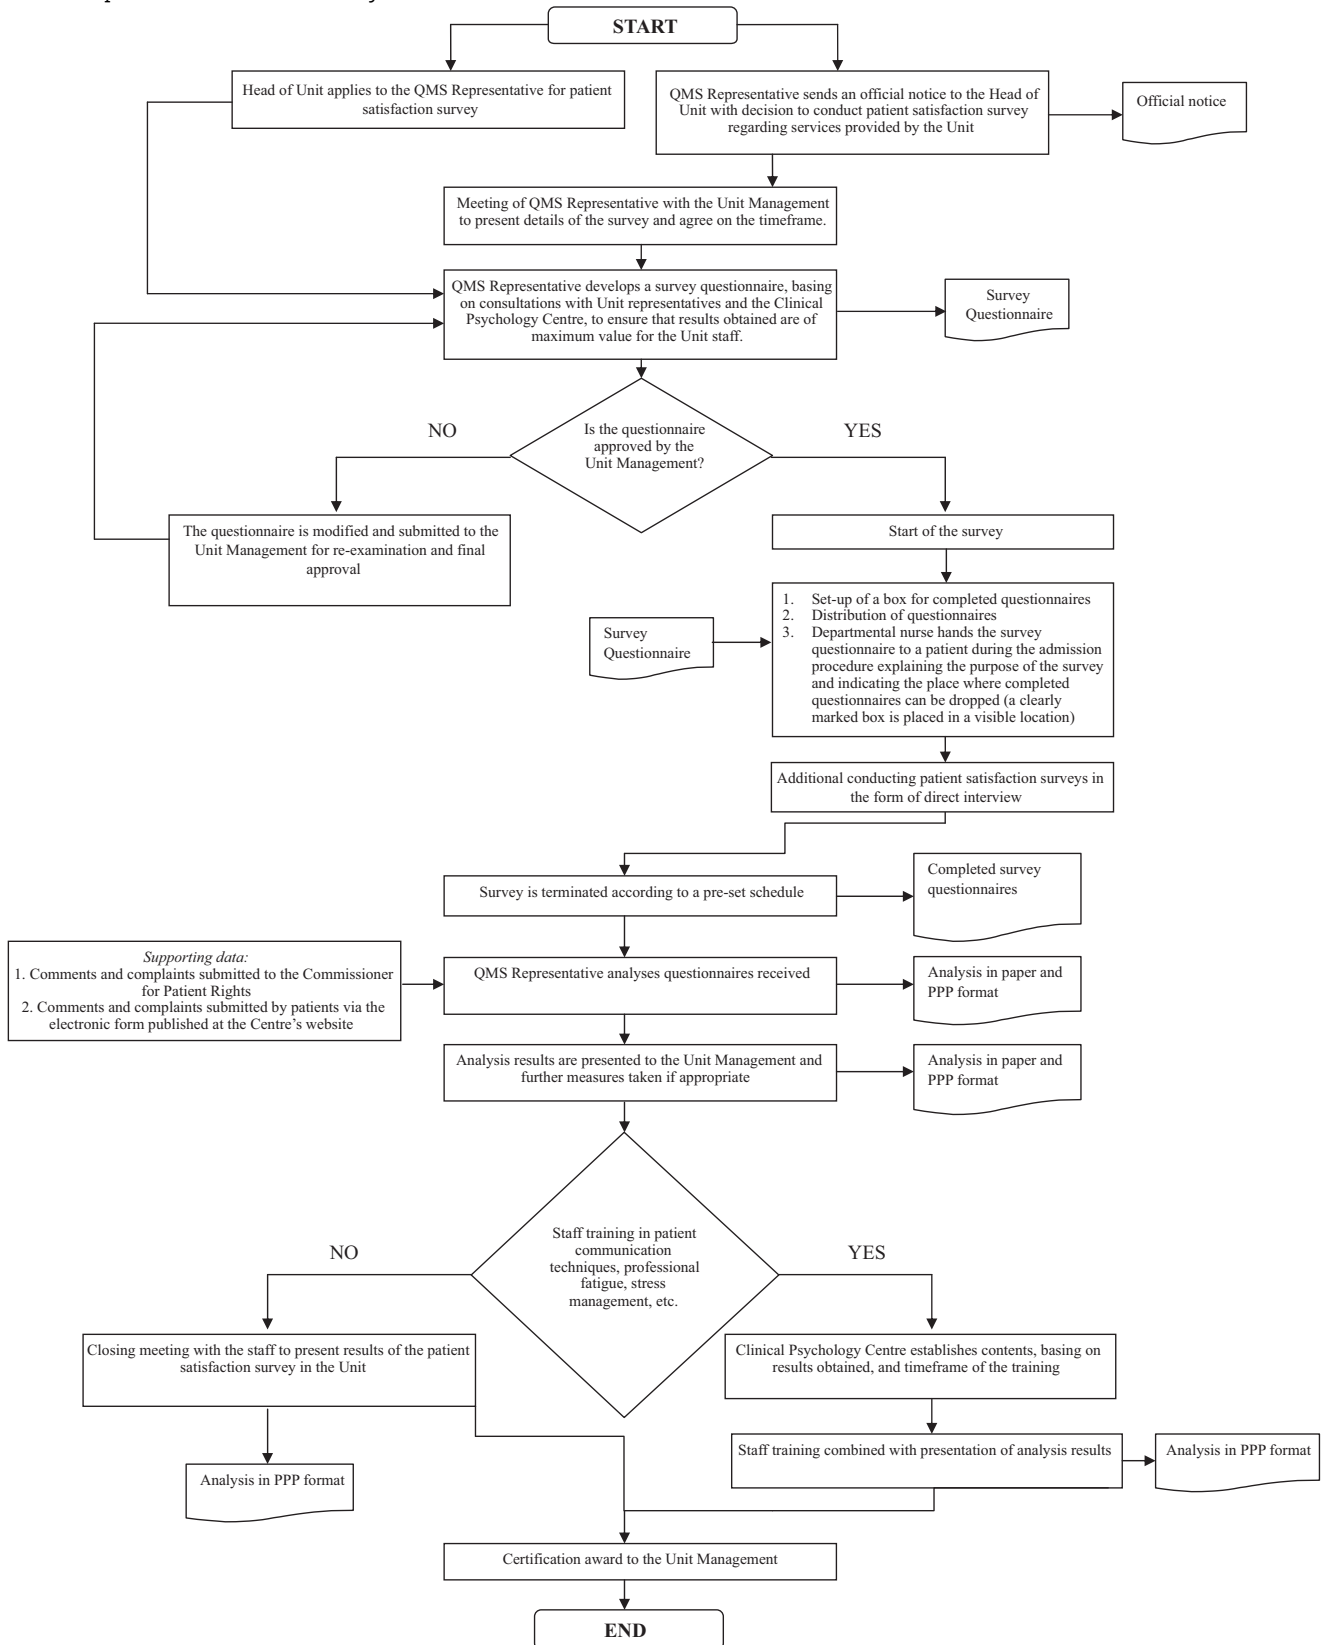 START
Head of Unit applies to the QMS Representative for patient
satisfaction survey
QMS Representative sends an official notice to the Head of
Unit with decision to conduct patient satisfaction survey
regarding services provided by the Unit
Official notice
Meeting of QMS Representative with the Unit Management
to present details of the survey and agree on the timeframe.
QMS Representative develops a survey questionnaire, basing
on consultations with Unit representatives and the Clinical
Psychology Centre, to ensure that results obtained are of
maximum value for the Unit staff.
Survey
Questionnaire
NO
Is the questionnaire
approved by the
Unit Management?
YES
The questionnaire is modified and submitted to the
Unit Management for re-examination and final
approval
Start of the survey
Survey
Questionnaire
1. Set-up of a box for completed questionnaires
2. Distribution of questionnaires
3. Departmental nurse hands the survey
questionnaire to a patient during the admission
procedure explaining the purpose of the survey
and indicating the place where completed
questionnaires can be dropped (a clearly
marked box is placed in a visible location)
Additional conducting patient satisfaction surveys in
the form of direct interview
Survey is terminated according to a pre-set schedule
Completed survey
questionnaires
Supporting data:
1. Comments and complaints submitted to the Commissioner
for Patient Rights
2. Comments and complaints submitted by patients via the
electronic form published at the Centre's website
QMS Representative analyses questionnaires received
Analysis in paper and
PPP format
Analysis results are presented to the Unit Management and
further measures taken if appropriate
Analysis in paper and
PPP format
NO
Staff training in patient
communication
techniques, professional
fatigue, stress
management, etc.
YES
Closing meeting with the staff to present results of the patient
satisfaction survey in the Unit
Clinical Psychology Centre establishes contents, basing on
results obtained, and timeframe of the training
Staff training combined with presentation of analysis results
Analysis in PPP format
Analysis in PPP format
Certification award to the Unit Management
END